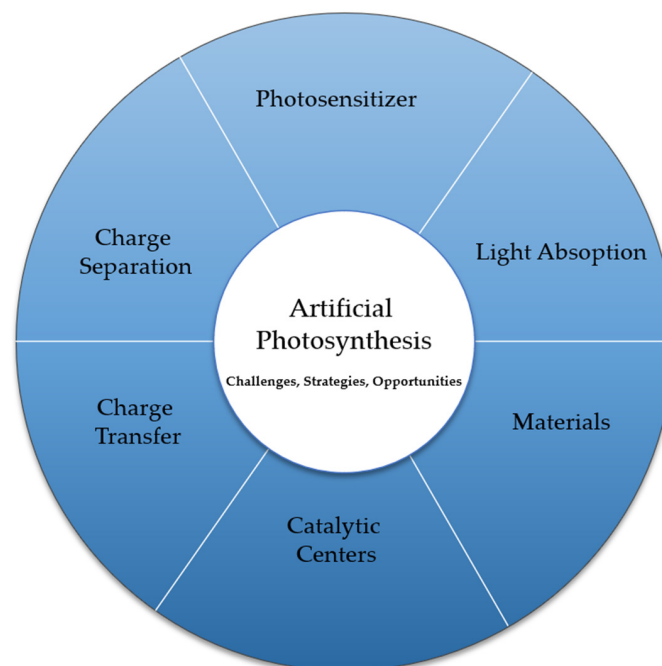 Photosensitizer
Light Absoption
Materials
Catalytic
Centers
Charge
Transfer
Charge
Separation
Artificial
Photosynthesis
Challenges, Strategies, Opportunities